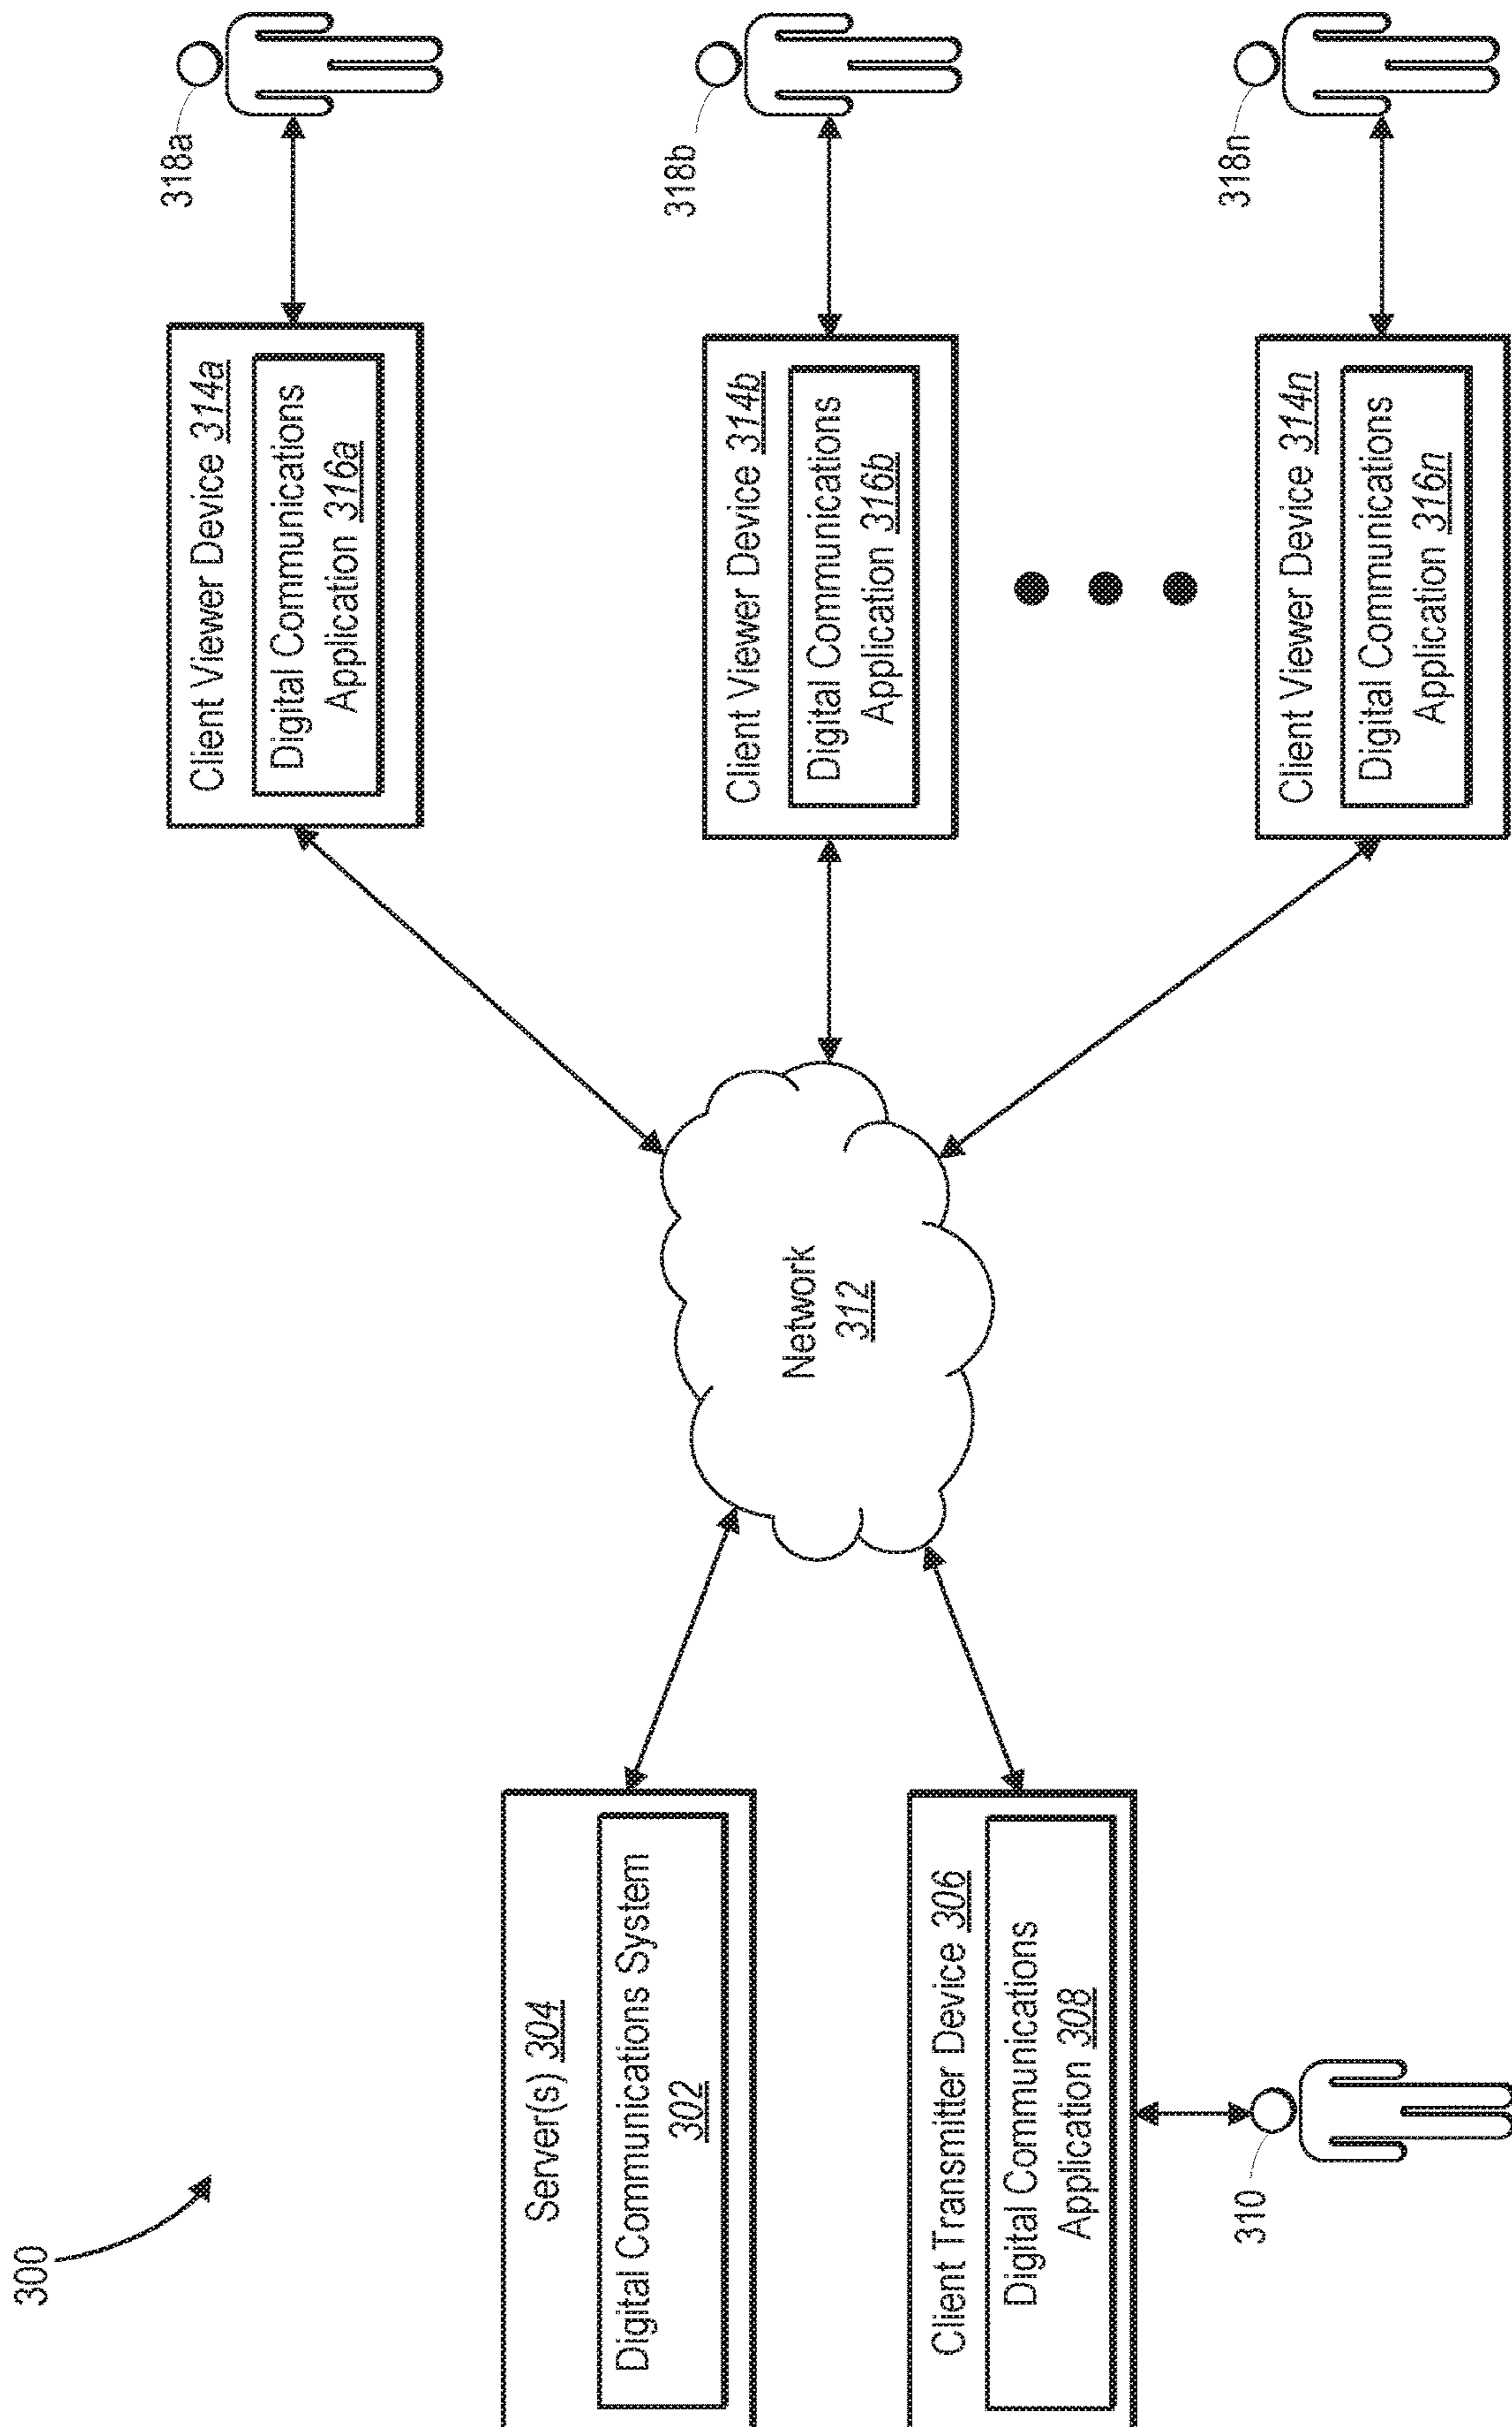 300
Server(s) 304
Digital Communications System
302
Client Transmitter Device 306
Digital Communications
Application 308
310
Network
312
Client Viewer Device 314a
Digital Communications
Application 316a
318a
Client Viewer Device 314b
Digital Communications
Application 316b
318b
Client Viewer Device 314n
Digital Communications
Application 316n
318n